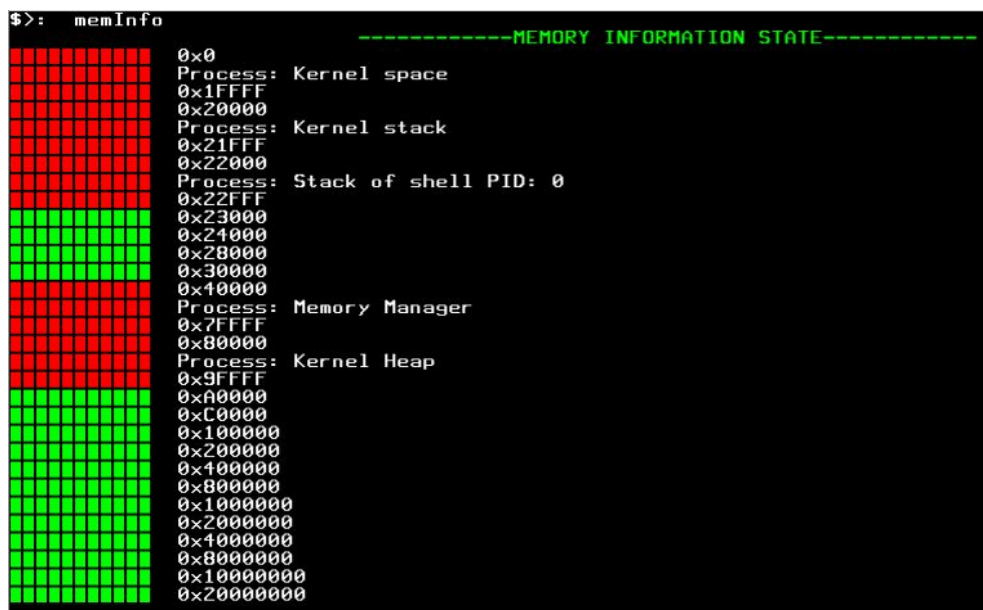 $>:  memInfo
------------MEMORY INFORMATION STATE------------
0x0
Process: Kernel space
0x1FFFF
0x20000
Process: Kernel stack
0x21FFF
0x22000
Process: Stack of shell PID: 0
0x22FFF
0x23000
0x24000
0x28000
0x30000
0x40000
Process: Memory Manager
0x7FFFF
0x80000
Process: Kernel Heap
0x9FFFF
0xA0000
0xC0000
0x100000
0x200000
0x400000
0x800000
0x1000000
0x2000000
0x4000000
0x8000000
0x10000000
0x20000000